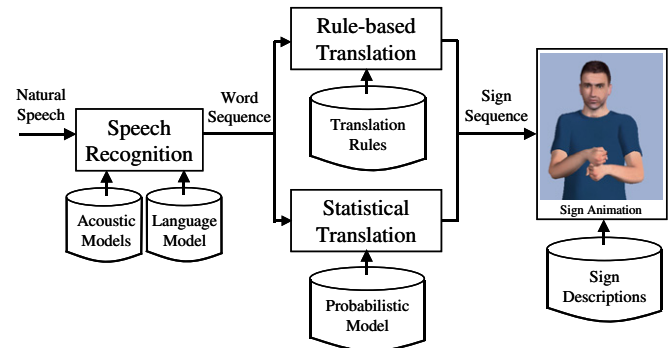 Natural
Speech
Speech
Recognition
Acoustic
Models
Language
Model
Word
Sequence
Rule-based
Translation
Translation
Rules
Statistical
Translation
Probabilistic
Model
Sign
Sequence
Sign Animation
Sign
Descriptions